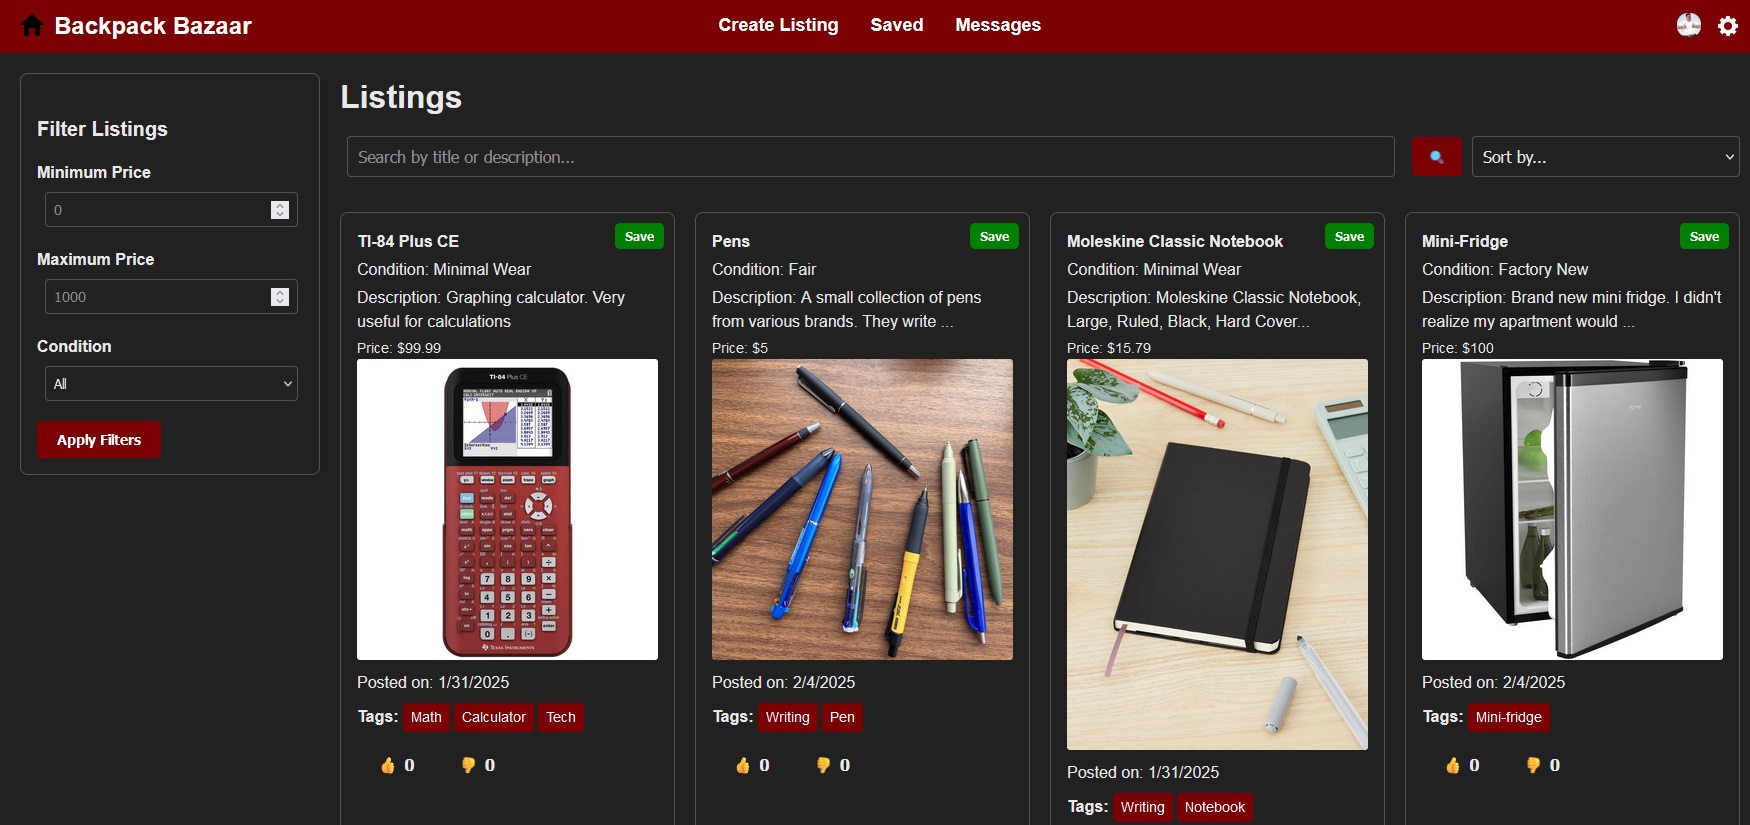 Backpack Bazaar
Create Listing
Saved
Messages
Filter Listings
Minimum Price
0
Maximum Price
1000
Condition
All
Apply Filters
Listings
Search by title or description...
Sort by...
TI-84 Plus CE
Save
Condition: Minimal Wear
Description: Graphing calculator. Very
useful for calculations
Price: $99.99
TI-84 Plus CE
TEXAS INSTRUMENTS
Posted on: 1/31/2025
Tags: Math Calculator Tech
👍 0 👎 0
Pens
Save
Condition: Fair
Description: A small collection of pens
from various brands. They write ...
Price: $5
Posted on: 2/4/2025
Tags: Writing Pen
👍 0 👎 0
Moleskine Classic Notebook
Save
Condition: Minimal Wear
Description: Moleskine Classic Notebook,
Large, Ruled, Black, Hard Cover...
Price: $15.79
Posted on: 1/31/2025
Tags: Writing Notebook
Mini-Fridge
Save
Condition: Factory New
Description: Brand new mini fridge. I didn't
realize my apartment would ...
Price: $100
Posted on: 2/4/2025
Tags: Mini-fridge
👍 0 👎 0